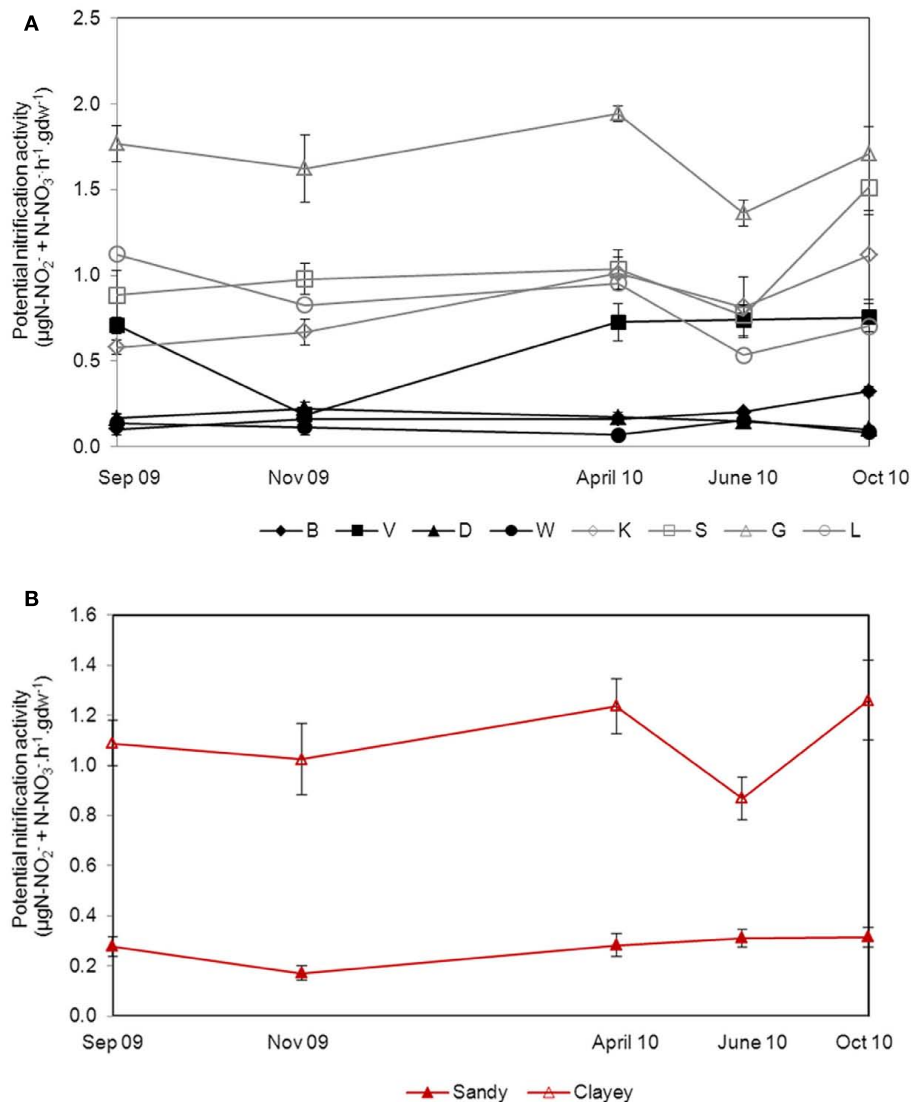 A
Potential nitrification activity
(µgN-NO₂⁻ + N-NO₃⁻·h⁻¹.gdw⁻¹)
2.5
2.0
1.5
1.0
0.5
0.0
Sep 09 Nov 09 April 10 June 10 Oct 10
B V D W K S G L
B
Potential nitrification activity
(µgN-NO₂⁻ + N-NO₃⁻.h⁻¹.gdw⁻¹)
1.6
1.4
1.2
1.0
0.8
0.6
0.4
0.2
0.0
Sep 09 Nov 09 April 10 June 10 Oct 10
Sandy Clayey